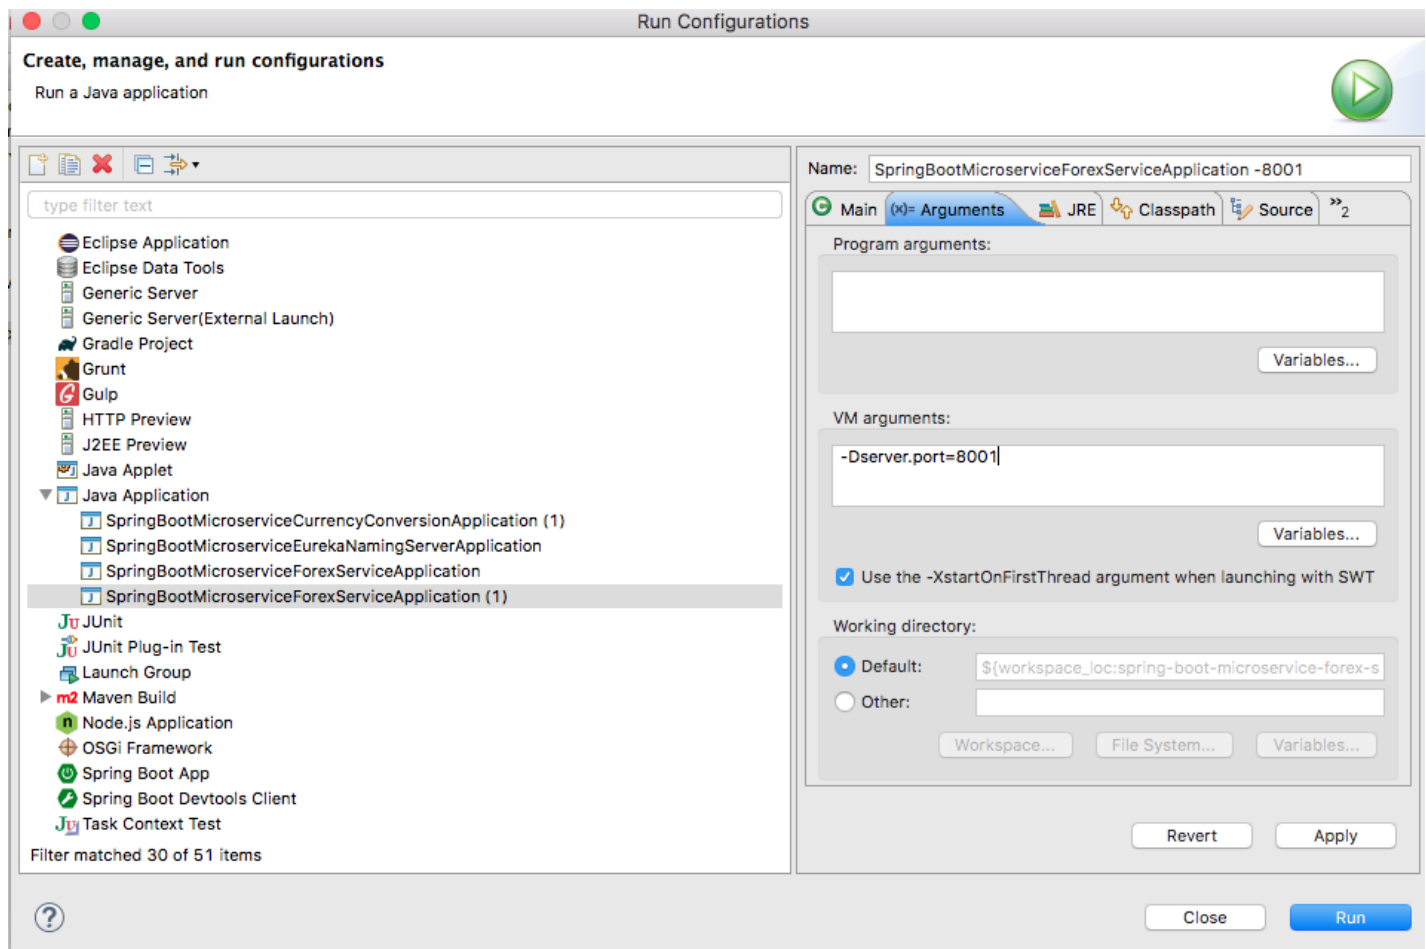 Run Configurations
Create, manage, and run configurations
Run a Java application
type filter text
Eclipse Application
Eclipse Data Tools
Generic Server
Generic Server(External Launch)
Gradle Project
Grunt
Gulp
HTTP Preview
J2EE Preview
Java Applet
Java Application
SpringBootMicroserviceCurrencyConversionApplication (1)
SpringBootMicroserviceEurekaNamingServerApplication
SpringBootMicroserviceForexServiceApplication
SpringBootMicroserviceForexServiceApplication (1)
JUnit
JUnit Plug-in Test
Launch Group
m2 Maven Build
Node.js Application
OSGi Framework
Spring Boot App
Spring Boot Devtools Client
Task Context Test
Filter matched 30 of 51 items
Name: SpringBootMicroserviceForexServiceApplication -8001
Main (x)= Arguments JRE Classpath Source »2
Program arguments:
Variables...
VM arguments:
-Dserver.port=8001
Variables...
Use the -XstartOnFirstThread argument when launching with SWT
Working directory:
Default: ${workspace_loc:spring-boot-microservice-forex-s
Other:
Workspace... File System... Variables...
Revert Apply
? Close Run